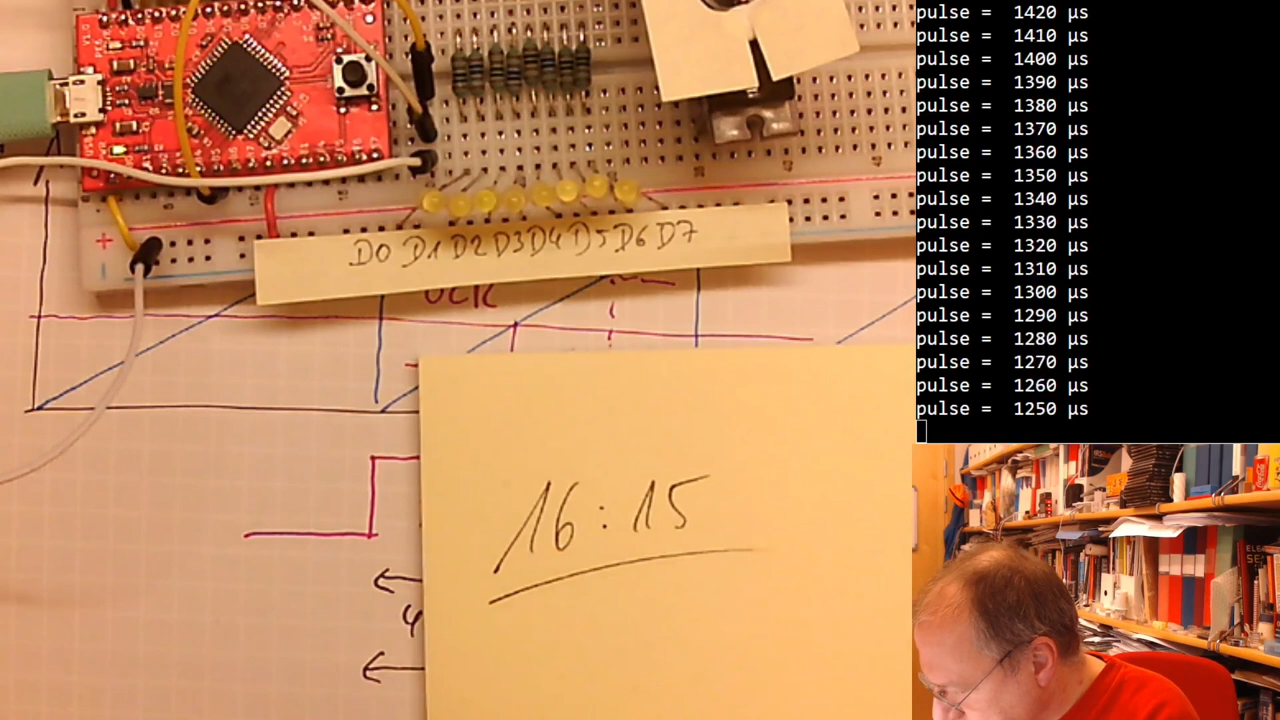 D0 D1 D2 D3 D4 D5 D6 D7
OCR
16:15
pulse =  1420 µs
pulse =  1410 µs
pulse =  1400 µs
pulse =  1390 µs
pulse =  1380 µs
pulse =  1370 µs
pulse =  1360 µs
pulse =  1350 µs
pulse =  1340 µs
pulse =  1330 µs
pulse =  1320 µs
pulse =  1310 µs
pulse =  1300 µs
pulse =  1290 µs
pulse =  1280 µs
pulse =  1270 µs
pulse =  1260 µs
pulse =  1250 µs